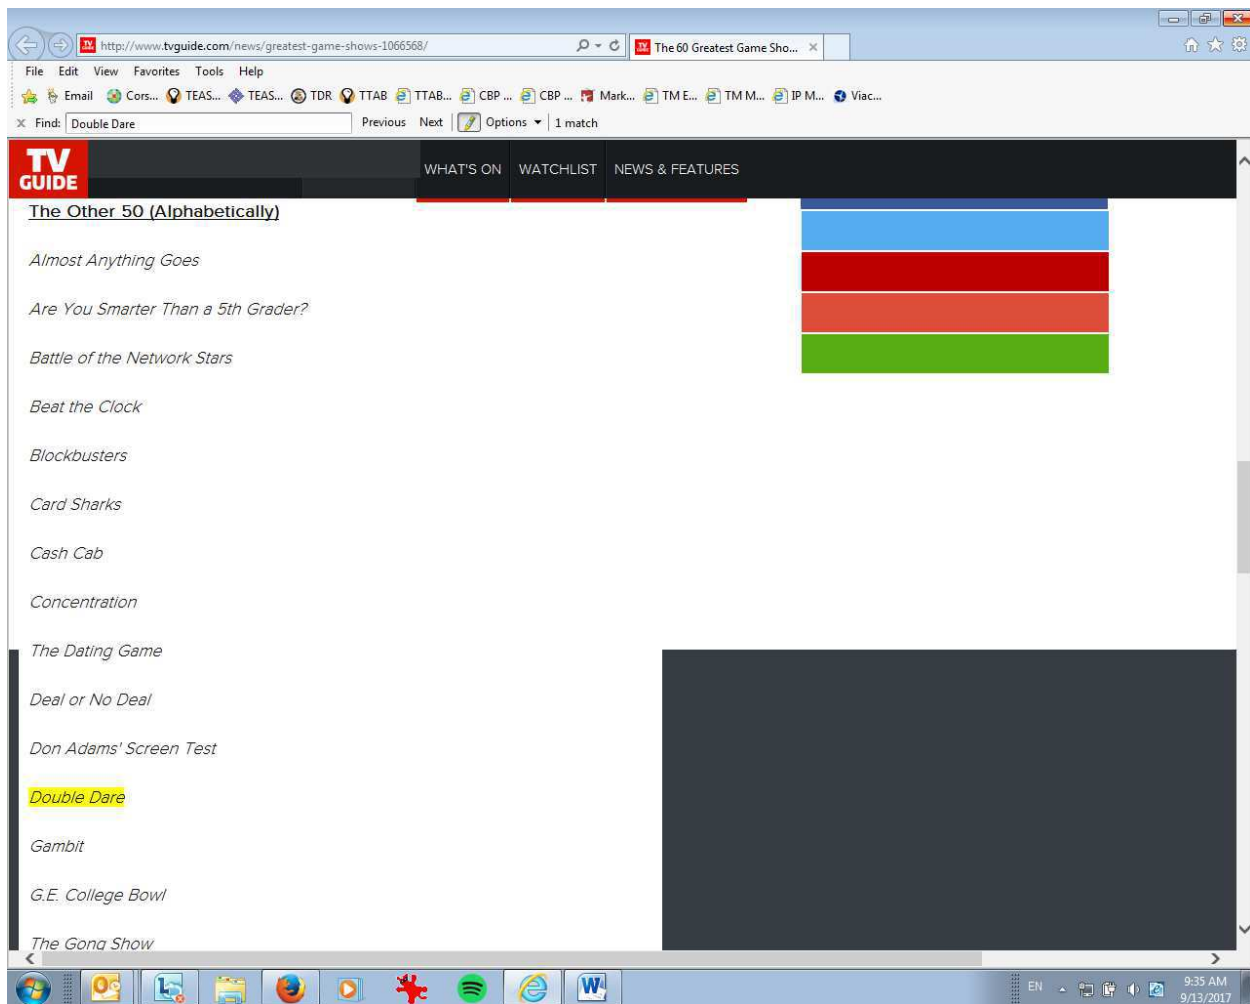 http://www.tvguide.com/news/greatest-game-shows-1066568/
The 60 Greatest Game Sho...
File Edit View Favorites Tools Help
Email Cors... TEAS... TEAS... TDR TTAB TTAB... CBP ... CBP ... Mark... TM E... TM M... IP M... Viac...
Find: Double Dare Previous Next Options 1 match
TV GUIDE
WHAT'S ON WATCHLIST NEWS & FEATURES
The Other 50 (Alphabetically)
Almost Anything Goes
Are You Smarter Than a 5th Grader?
Battle of the Network Stars
Beat the Clock
Blockbusters
Card Sharks
Cash Cab
Concentration
The Dating Game
Deal or No Deal
Don Adams' Screen Test
Double Dare
Gambit
G.E. College Bowl
The Gong Show
EN 9:35 AM
9/13/2017